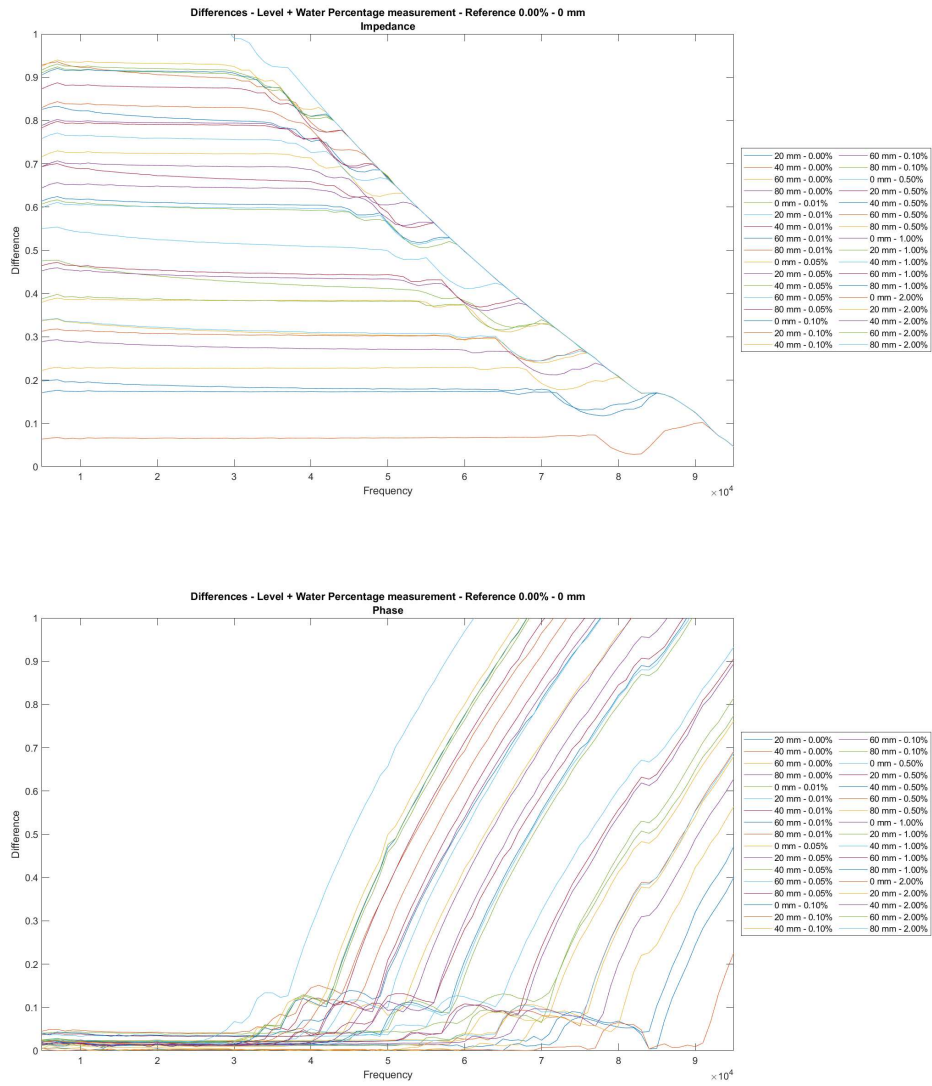 Differences - Level + Water Percentage measurement - Reference 0.00% - 0 mm
Impedance
1
0.9
0.8
0.7
0.6
0.5
0.4
0.3
0.2
0.1
0
Difference
1 2 3 4 5 6 7 8 9
×10^4
Frequency
20 mm - 0.00% 60 mm - 0.10%
40 mm - 0.00% 80 mm - 0.10%
60 mm - 0.00% 0 mm - 0.50%
80 mm - 0.00% 20 mm - 0.50%
0 mm - 0.01% 40 mm - 0.50%
20 mm - 0.01% 60 mm - 0.50%
40 mm - 0.01% 80 mm - 0.50%
60 mm - 0.01% 0 mm - 1.00%
80 mm - 0.01% 20 mm - 1.00%
0 mm - 0.05% 40 mm - 1.00%
20 mm - 0.05% 60 mm - 1.00%
40 mm - 0.05% 80 mm - 1.00%
60 mm - 0.05% 0 mm - 2.00%
80 mm - 0.05% 20 mm - 2.00%
0 mm - 0.10% 40 mm - 2.00%
20 mm - 0.10% 60 mm - 2.00%
40 mm - 0.10% 80 mm - 2.00%
Differences - Level + Water Percentage measurement - Reference 0.00% - 0 mm
Phase
1
0.9
0.8
0.7
0.6
0.5
0.4
0.3
0.2
0.1
0
Difference
1 2 3 4 5 6 7 8 9
×10^4
Frequency
20 mm - 0.00% 60 mm - 0.10%
40 mm - 0.00% 80 mm - 0.10%
60 mm - 0.00% 0 mm - 0.50%
80 mm - 0.00% 20 mm - 0.50%
0 mm - 0.01% 40 mm - 0.50%
20 mm - 0.01% 60 mm - 0.50%
40 mm - 0.01% 80 mm - 0.50%
60 mm - 0.01% 0 mm - 1.00%
80 mm - 0.01% 20 mm - 1.00%
0 mm - 0.05% 40 mm - 1.00%
20 mm - 0.05% 60 mm - 1.00%
40 mm - 0.05% 80 mm - 1.00%
60 mm - 0.05% 0 mm - 2.00%
80 mm - 0.05% 20 mm - 2.00%
0 mm - 0.10% 40 mm - 2.00%
20 mm - 0.10% 60 mm - 2.00%
40 mm - 0.10% 80 mm - 2.00%